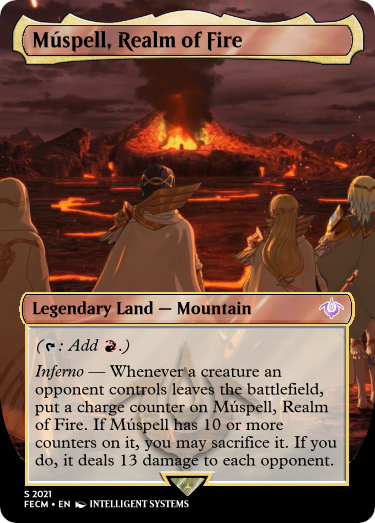 Múspell, Realm of Fire
Legendary Land — Mountain
(: Add .)
Inferno — Whenever a creature an
opponent controls leaves the battlefield,
put a charge counter on Múspell, Realm
of Fire. If Múspell has 10 or more
counters on it, you may sacrifice it. If you
do, it deals 13 damage to each opponent.
S 2021
FECM • EN INTELLIGENT SYSTEMS